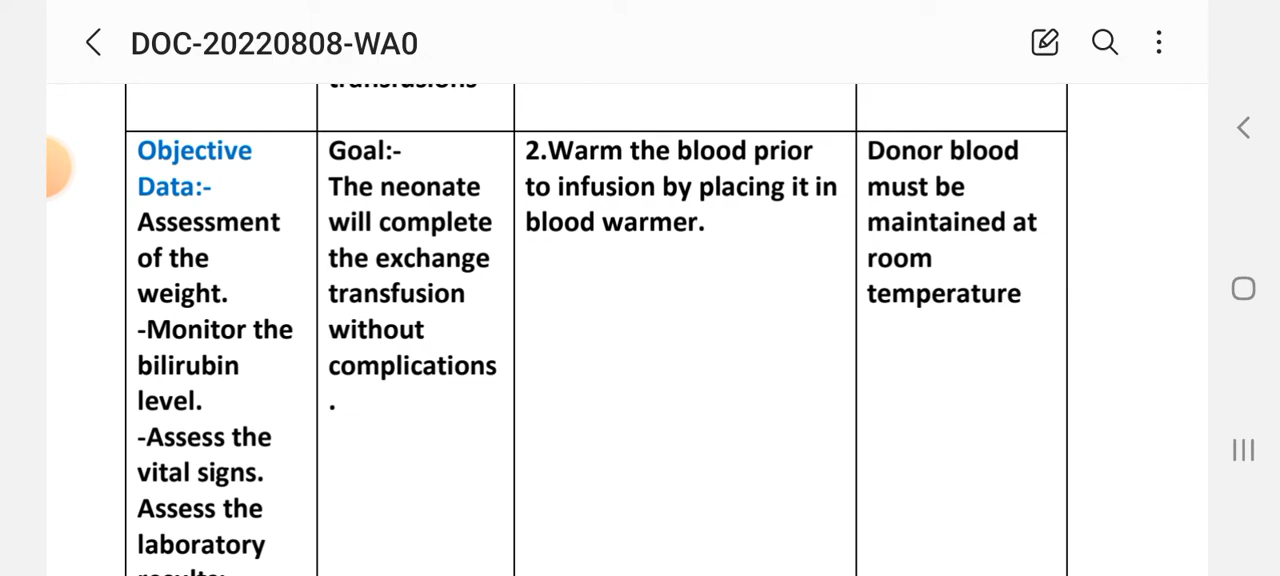 DOC-20220808-WA0
transfusions
Objective
Data:-
Assessment
of the
weight.
-Monitor the
bilirubin
level.
-Assess the
vital signs.
Assess the
laboratory
results:
Goal:-
The neonate
will complete
the exchange
transfusion
without
complications
.
2.Warm the blood prior
to infusion by placing it in
blood warmer.
Donor blood
must be
maintained at
room
temperature